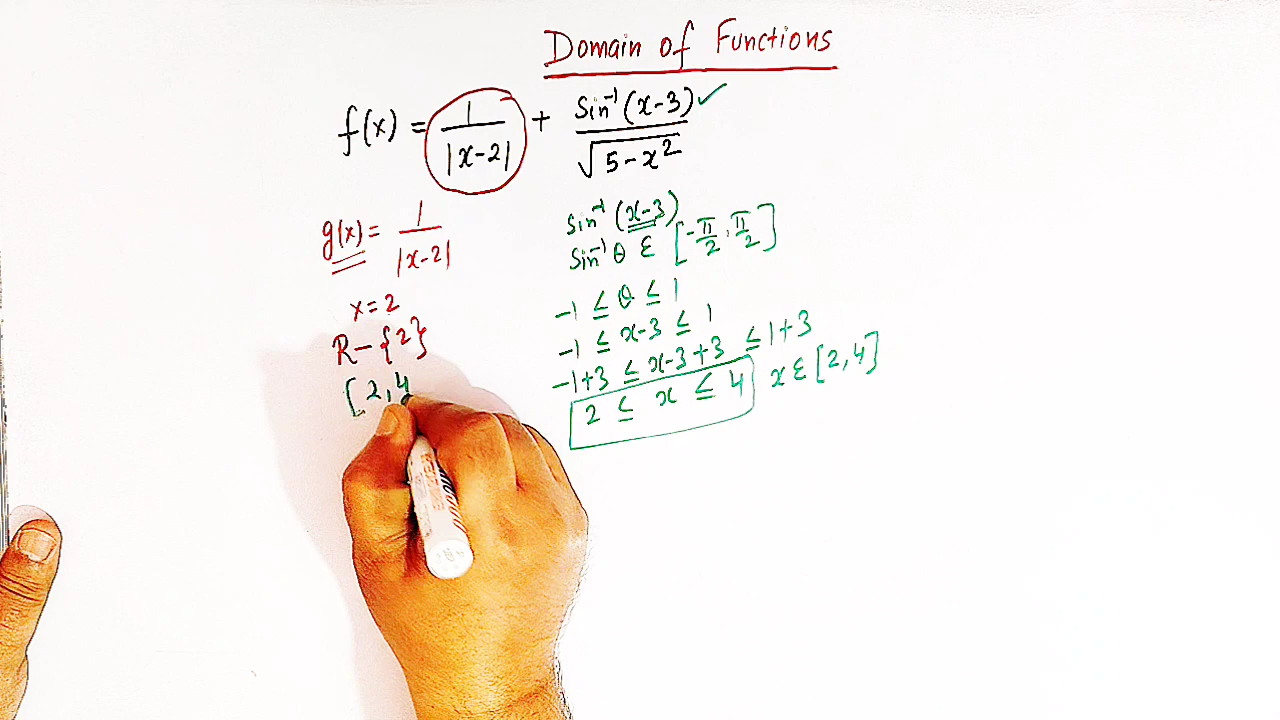 Domain of Functions
f(x) = 1/|x-2| + Sin⁻¹(x-3)/√(5-x²) ✓
g(x) = 1/|x-2|
x=2
R-{2}
[2,4
Sin⁻¹(x-3)
Sin⁻¹ θ ε [-π/2, π/2]
-1 ≤ θ ≤ 1
-1 ≤ x-3 ≤ 1
-1+3 ≤ x-3+3 ≤ 1+3
2 ≤ x ≤ 4 x ε [2,4]